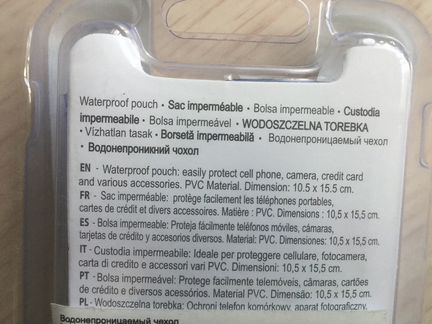 Waterproof pouch • Sac imperméable • Bolsa impermeable • Custodia
impermeabile • Bolsa impermeável • WODOSZCZELNA TOREBKA
• Vízhatlan tasak • Borsetă impermeabilă • Водонепроницаемый чехол
• Водонепроникний чохол
EN - Waterproof pouch: easily protect cell phone, camera, credit card
and various accessories. PVC Material. Dimension: 10.5 x 15.5 cm.
FR - Sac imperméable: protège facilement les téléphones portables,
cartes de crédit et divers accessoires. Matière : PVC. Dimensions : 10,5 x 15,5 cm.
ES - Bolsa impermeable: Proteja fácilmente teléfonos móviles, cámaras,
tarjetas de crédito y accesorios diversos. Material: PVC. Dimensiones: 10,5 x 15,5 cm.
IT - Custodia impermeabile: Ideale per proteggere cellulare, fotocamera,
carta di credito e accessori vari PVC. Dimensioni: 10,5 x 15,5 cm.
PT - Bolsa impermeável: Protege facilmente telemóveis, câmaras, cartões
de crédito e diversos acessórios. Material PVC. Dimensão: 10,5 x 15,5 cm.
PL - Wodoszczelna torebka: Ochroni telefon komórkowy, aparat fotograficzny,
Водонепроницаемый чехол